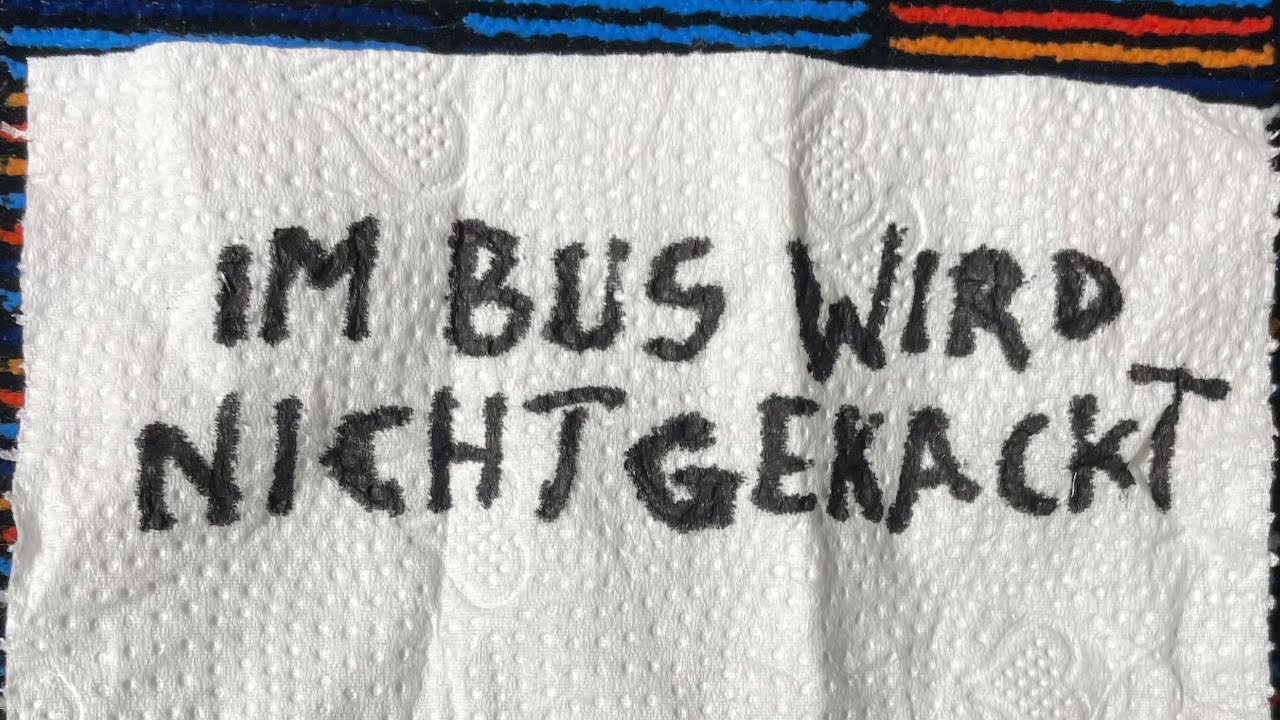 IM BUS WIRD
NICHT GEKACKT